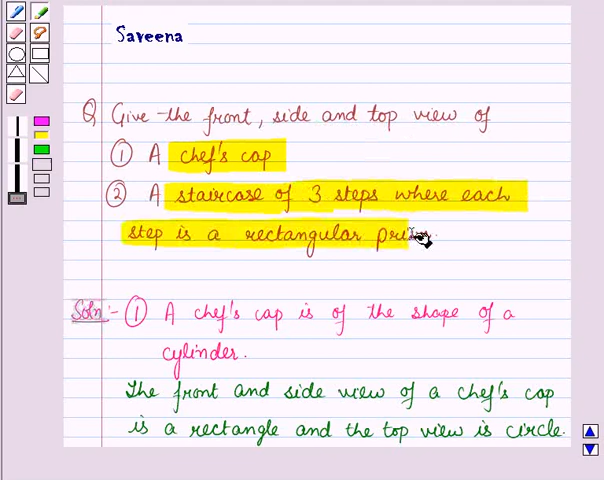 Saveena
Q Give the front, side and top view of
① A chef's cap
② A staircase of 3 steps where each
step is a rectangular
Soln:- ① A chef's cap is of the shape of a
cylinder.
The front and side view of a chef's cap
is a rectangle and the top view is circle.